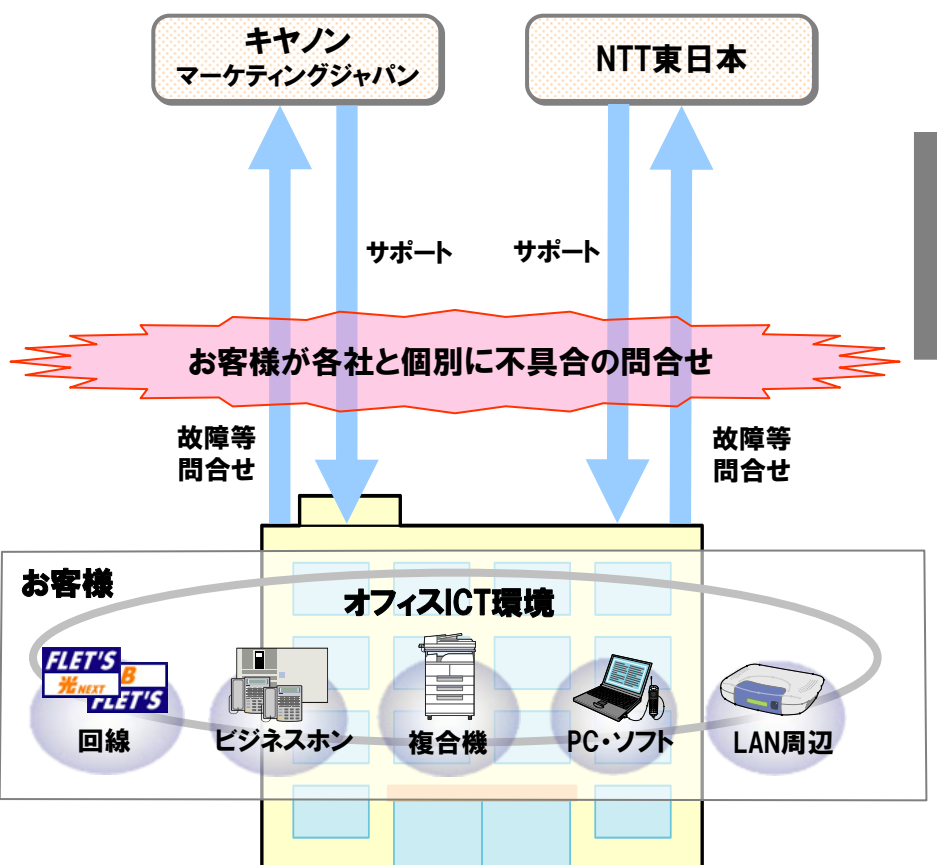 キヤノン
マーケティングジャパン
NTT東日本
サポート
サポート
お客様が各社と個別に不具合の問合せ
故障等
問合せ
故障等
問合せ
お客様
オフィスICT環境
FLET'S
光NEXT
B
FLET'S
回線
ビジネスホン
複合機
PC・ソフト
LAN周辺